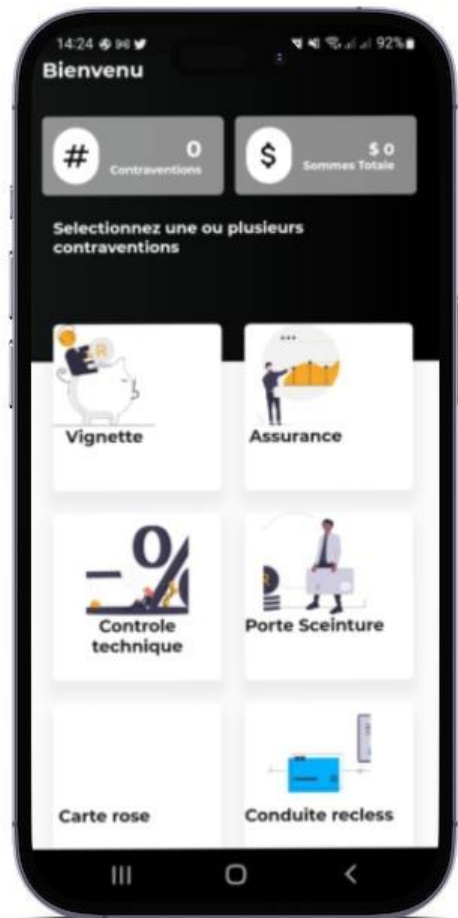 14:24 92%
Bienvenu
# 0
Contraventions
$ $ 0
Sommes Totale
Selectionnez une ou plusieurs
contraventions
Vignette
Assurance
Controle
technique
Porte Sceinture
Carte rose
Conduite recless